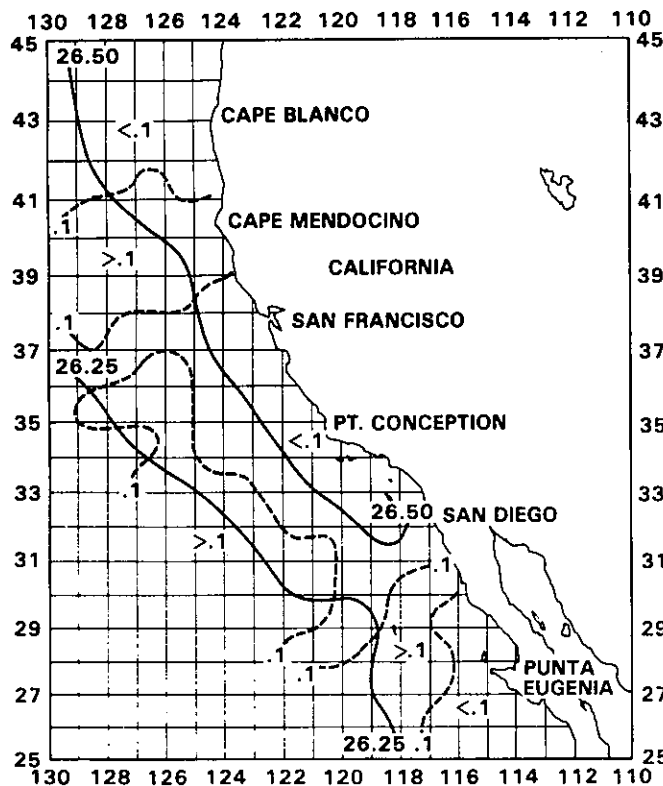 130 128 126 124 122 120 118 116 114 112 110
45 26.50 45
<.1
43 CAPE BLANCO 43
41 41
.1 CAPE MENDOCINO
>.1
39 CALIFORNIA 39
.1 SAN FRANCISCO
37 37
26.25
35 PT. CONCEPTION 35
<.1
.1
33 33
26.50 SAN DIEGO
>.1
31 31
.1
29 29
.1 >.1
.1 PUNTA
27 EUGENIA 27
<.1
25 26.25 .1 25
130 128 126 124 122 120 118 116 114 112 110